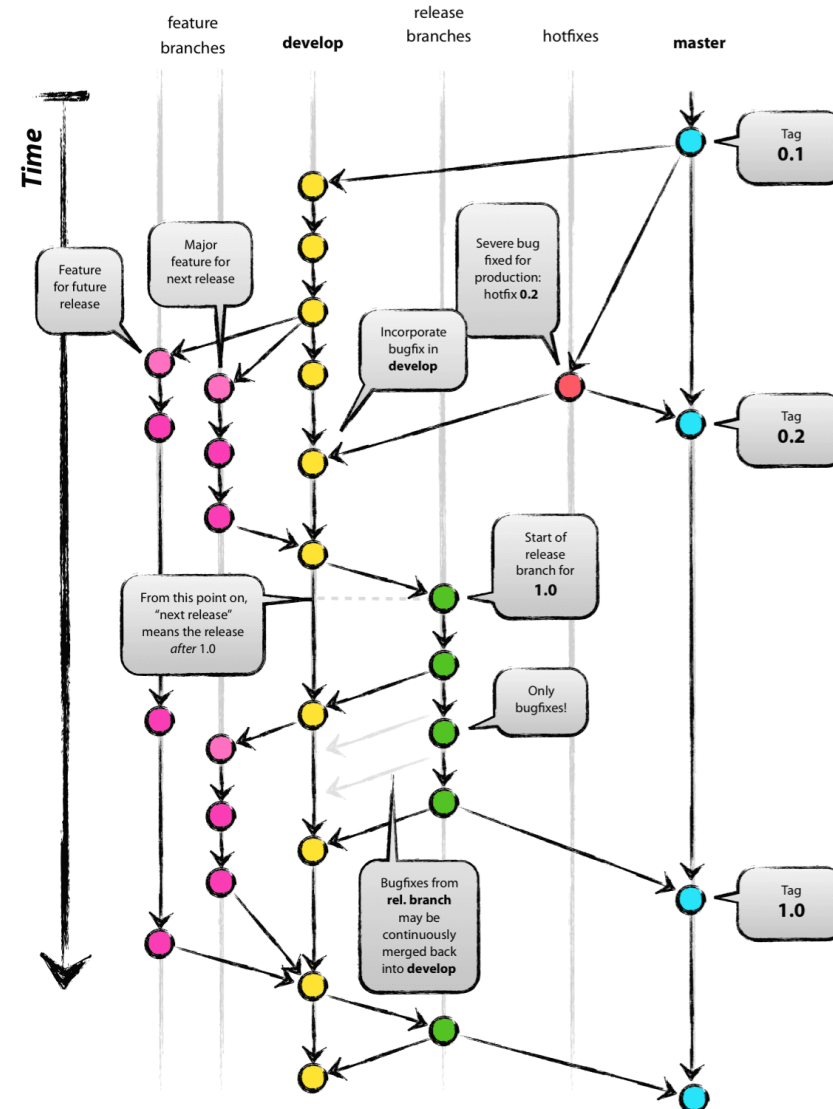 feature
branches
develop
release
branches
hotfixes
master
Time
Tag
0.1
Major
feature for
next release
Feature
for future
release
Severe bug
fixed for
production:
hotfix 0.2
Incorporate
bugfix in
develop
Tag
0.2
Start of
release
branch for
1.0
From this point on,
“next release”
means the release
after 1.0
Only
bugfixes!
Bugfixes from
rel. branch
may be
continuously
merged back
into develop
Tag
1.0